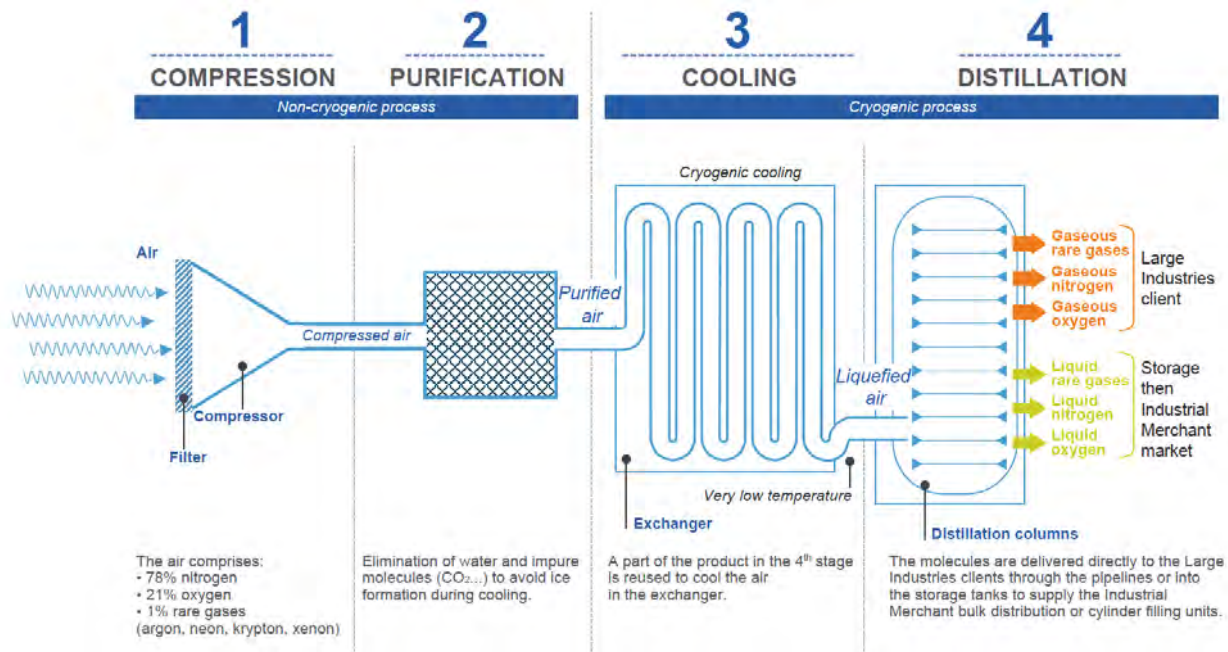 1
COMPRESSION
2
PURIFICATION
3
COOLING
4
DISTILLATION
Non-cryogenic process
Cryogenic process
Air
Compressed air
Compressor
Filter
Purified
air
Cryogenic cooling
Liquefied
air
Very low temperature
Exchanger
Gaseous
rare gases
Gaseous
nitrogen
Gaseous
oxygen
Large
Industries
client
Liquid
rare gases
Liquid
nitrogen
Liquid
oxygen
Storage
then
Industrial
Merchant
market
Distillation columns
The air comprises:
• 78% nitrogen
• 21% oxygen
• 1% rare gases
(argon, neon, krypton, xenon)
Elimination of water and impure
molecules (CO₂...) to avoid ice
formation during cooling.
A part of the product in the 4th stage
is reused to cool the air
in the exchanger.
The molecules are delivered directly to the Large
Industries clients through the pipelines or into
the storage tanks to supply the Industrial
Merchant bulk distribution or cylinder filling units.